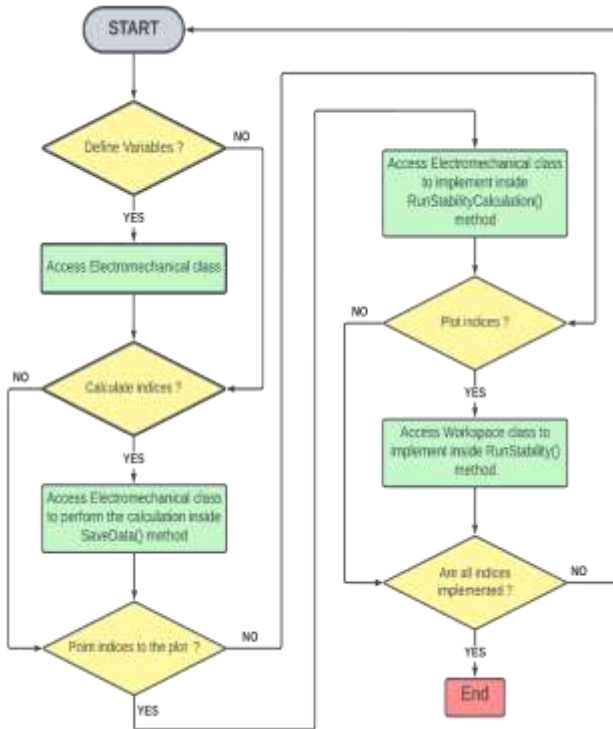 START
Define Variables ?
NO
YES
Access Electromechanical class
Calculate indices ?
NO
YES
Access Electromechanical class
to perform the calculation inside
SaveData() method
Point indices to the plot ?
NO
YES
Access Electromechanical class
to implement inside
RunStabilityCalculation()
method
Plot indices ?
NO
YES
Access Workspace class to
implement inside RunStability()
method
Are all indices
implemented ?
NO
YES
End